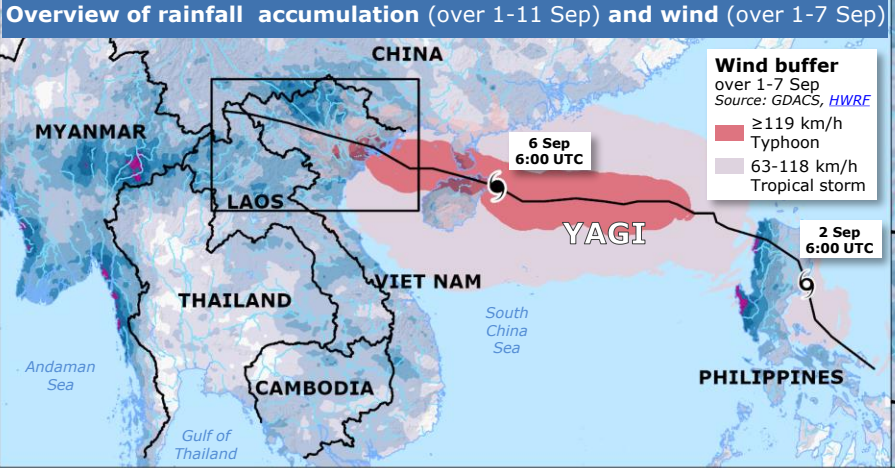 Overview of rainfall accumulation (over 1-11 Sep) and wind (over 1-7 Sep)
CHINA
Wind buffer
over 1-7 Sep
Source: GDACS, HWRF
≥119 km/h
Typhoon
63-118 km/h
Tropical storm
MYANMAR
6 Sep
6:00 UTC
LAOS
YAGI
2 Sep
6:00 UTC
VIET NAM
THAILAND
South
China
Sea
Andaman
Sea
CAMBODIA
PHILIPPINES
Gulf of
Thailand